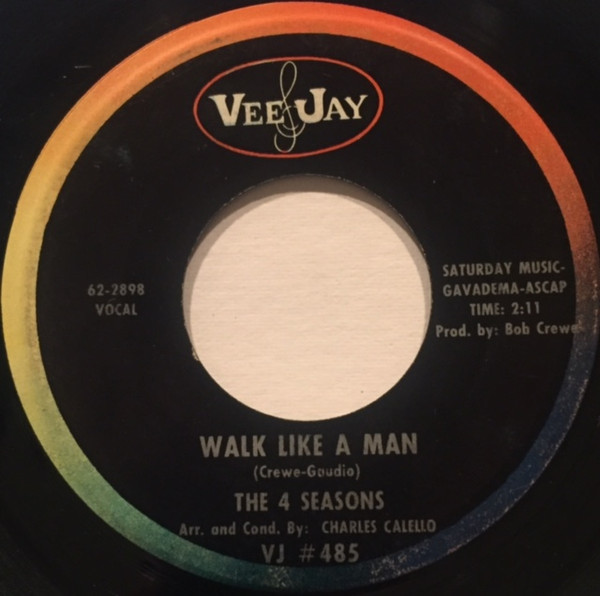 VEE JAY
62-2898
VOCAL
SATURDAY MUSIC-
GAVADEMA-ASCAP
TIME: 2:11
Prod. by: Bob Crewe
WALK LIKE A MAN
(Crewe-Gaudio)
THE 4 SEASONS
Arr. and Cond. By: CHARLES CALELLO
VJ #485